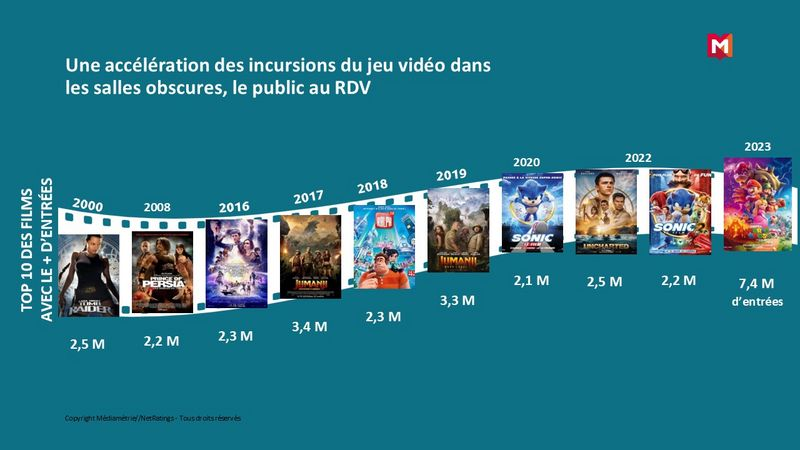 M
Une accélération des incursions du jeu vidéo dans
les salles obscures, le public au RDV
TOP 10 DES FILMS
AVEC LE + D'ENTRÉES
2000
2008
2016
2017
2018
2019
2020
2022
2023
TOMB
RAIDER
PRINCE OF
PERSIA
JUMANJI
RALPH
JUMANJI
SONIC
LE FILM
UNCHARTED
SONIC
2,5 M
2,2 M
2,3 M
3,4 M
2,3 M
3,3 M
2,1 M
2,5 M
2,2 M
7,4 M
d'entrées
Copyright Médiamétrie//NetRatings - Tous droits réservés